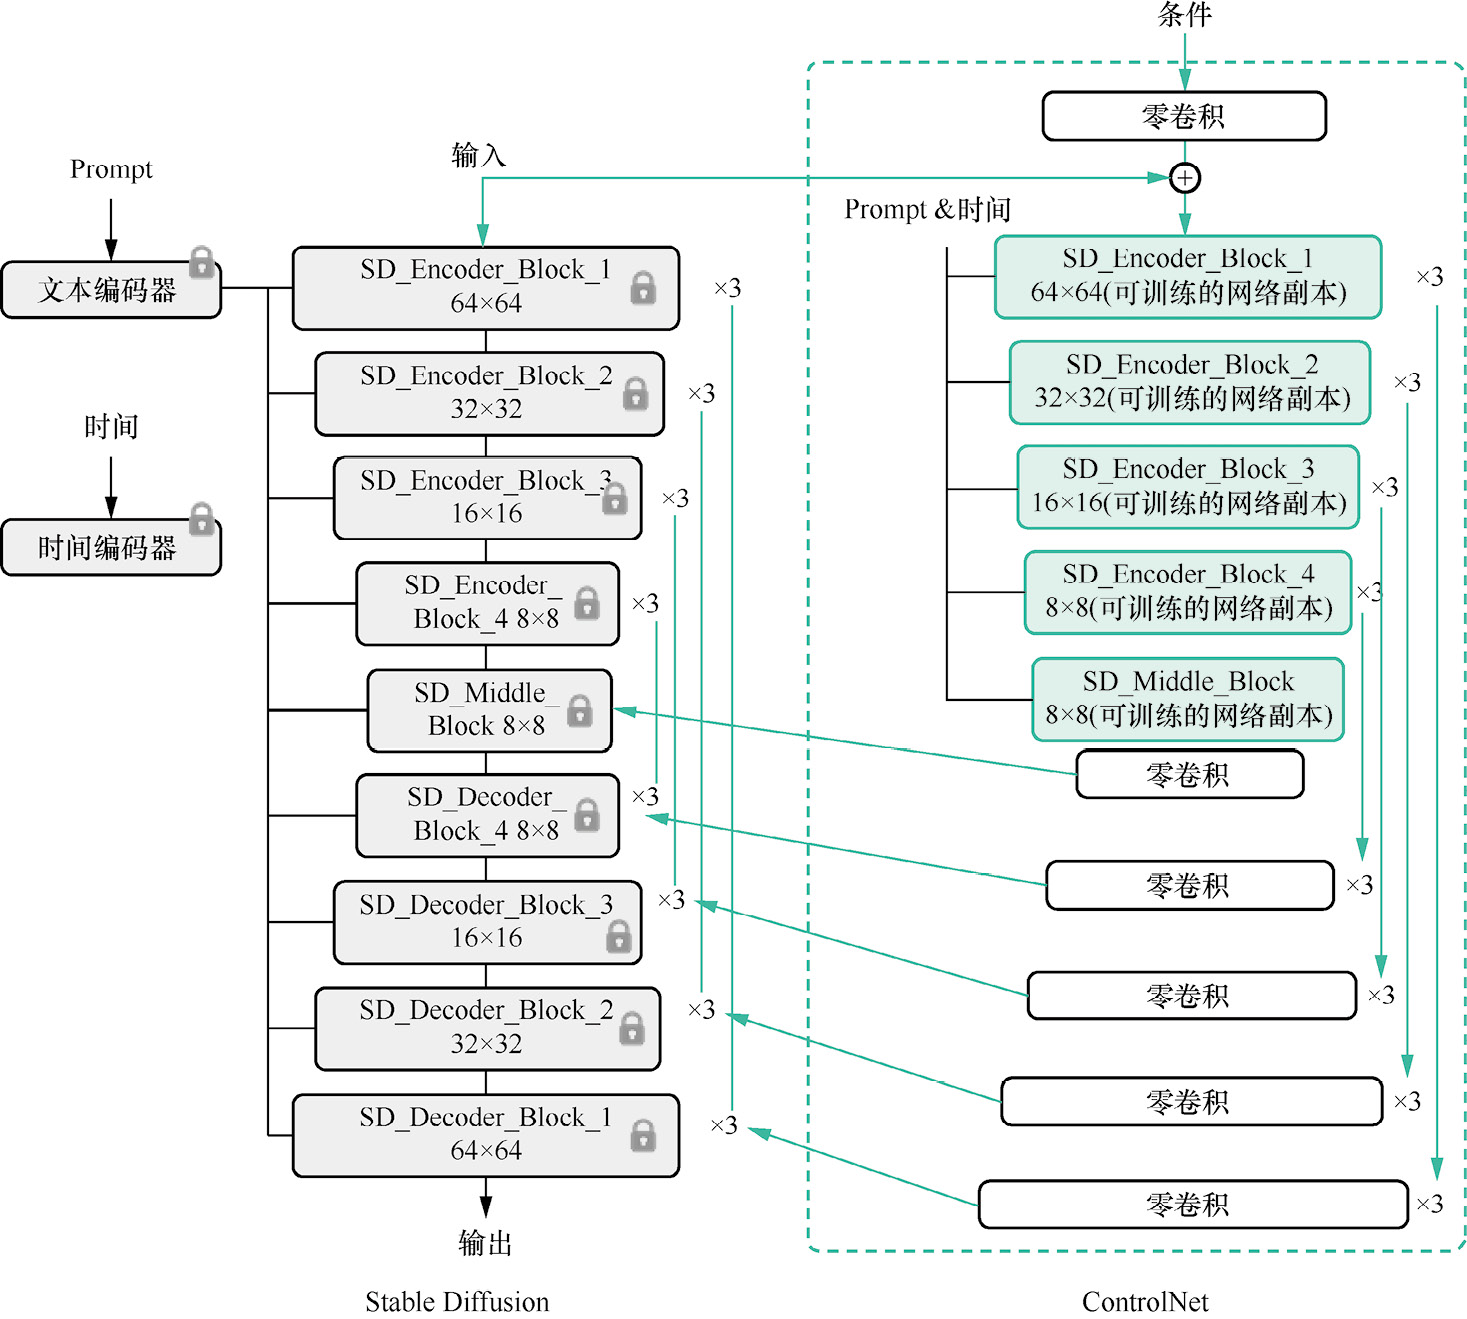 条件
零卷积
输入
Prompt
Prompt &时间
文本编码器
时间
时间编码器
SD_Encoder_Block_1
64×64
×3
SD_Encoder_Block_2
32×32
×3
SD_Encoder_Block_3
16×16
×3
SD_Encoder_
Block_4 8×8
×3
SD_Middle_
Block 8×8
SD_Decoder_
Block_4 8×8
×3
SD_Decoder_Block_3
16×16
×3
SD_Decoder_Block_2
32×32
×3
SD_Decoder_Block_1
64×64
×3
输出
Stable Diffusion
SD_Encoder_Block_1
64×64(可训练的网络副本)
×3
SD_Encoder_Block_2
32×32(可训练的网络副本)
×3
SD_Encoder_Block_3
16×16(可训练的网络副本)
×3
SD_Encoder_Block_4
8×8(可训练的网络副本)
×3
SD_Middle_Block
8×8(可训练的网络副本)
零卷积
零卷积
×3
零卷积
×3
零卷积
×3
零卷积
×3
ControlNet